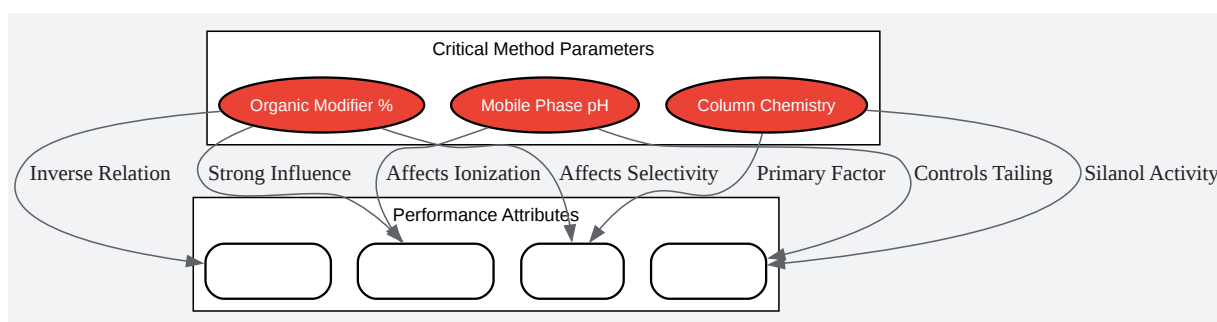 Critical Method Parameters
Organic Modifier %
Mobile Phase pH
Column Chemistry
Inverse Relation
Strong Influence
Affects Ionization
Affects Selectivity
Primary Factor
Controls Tailing
Silanol Activity
Performance Attributes